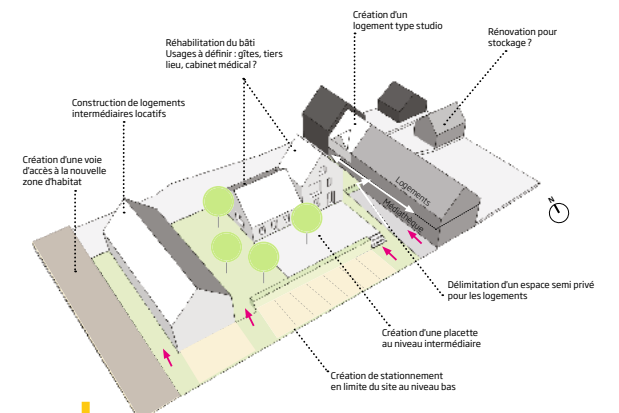 Création d'un
logement type studio
Rénovation pour
stockage ?
Réhabilitation du bâti
Usages à définir : gîtes, tiers
lieu, cabinet médical ?
Construction de logements
intermédiaires locatifs
Création d'une voie
d'accès à la nouvelle
zone d'habitat
Logements
Médiathèque
N
Délimitation d'un espace semi privé
pour les logements
Création d'une placette
au niveau intermédiaire
Création de stationnement
en limite du site au niveau bas